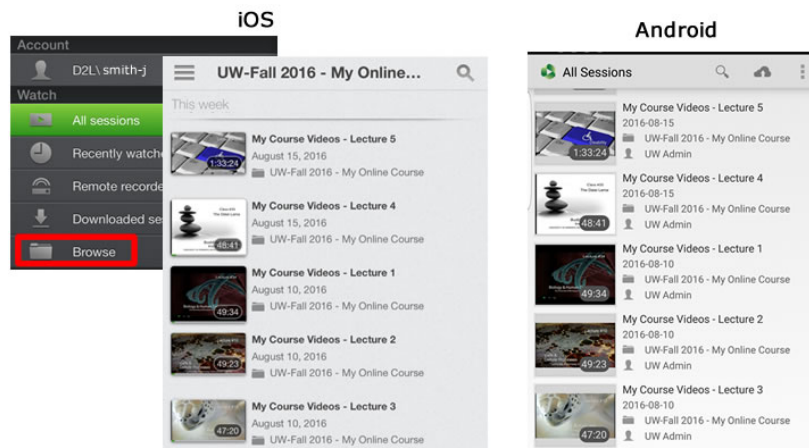 iOS
Account
D2L\smith-j
Watch
All sessions
Recently watche
Remote recorde
Downloaded se
Browse
UW-Fall 2016 - My Online...
This week
My Course Videos - Lecture 5
August 15, 2016
UW-Fall 2016 - My Online Course
1:33:24
My Course Videos - Lecture 4
August 15, 2016
UW-Fall 2016 - My Online Course
48:41
My Course Videos - Lecture 1
August 10, 2016
UW-Fall 2016 - My Online Course
49:34
My Course Videos - Lecture 2
August 10, 2016
UW-Fall 2016 - My Online Course
49:23
My Course Videos - Lecture 3
August 10, 2016
UW-Fall 2016 - My Online Course
47:20
Android
All Sessions
My Course Videos - Lecture 5
2016-08-15
UW-Fall 2016 - My Online Course
UW Admin
1:33:24
My Course Videos - Lecture 4
2016-08-15
UW-Fall 2016 - My Online Course
UW Admin
48:41
My Course Videos - Lecture 1
2016-08-10
UW-Fall 2016 - My Online Course
UW Admin
49:34
My Course Videos - Lecture 2
2016-08-10
UW-Fall 2016 - My Online Course
UW Admin
49:23
My Course Videos - Lecture 3
2016-08-10
UW-Fall 2016 - My Online Course
UW Admin
47:20